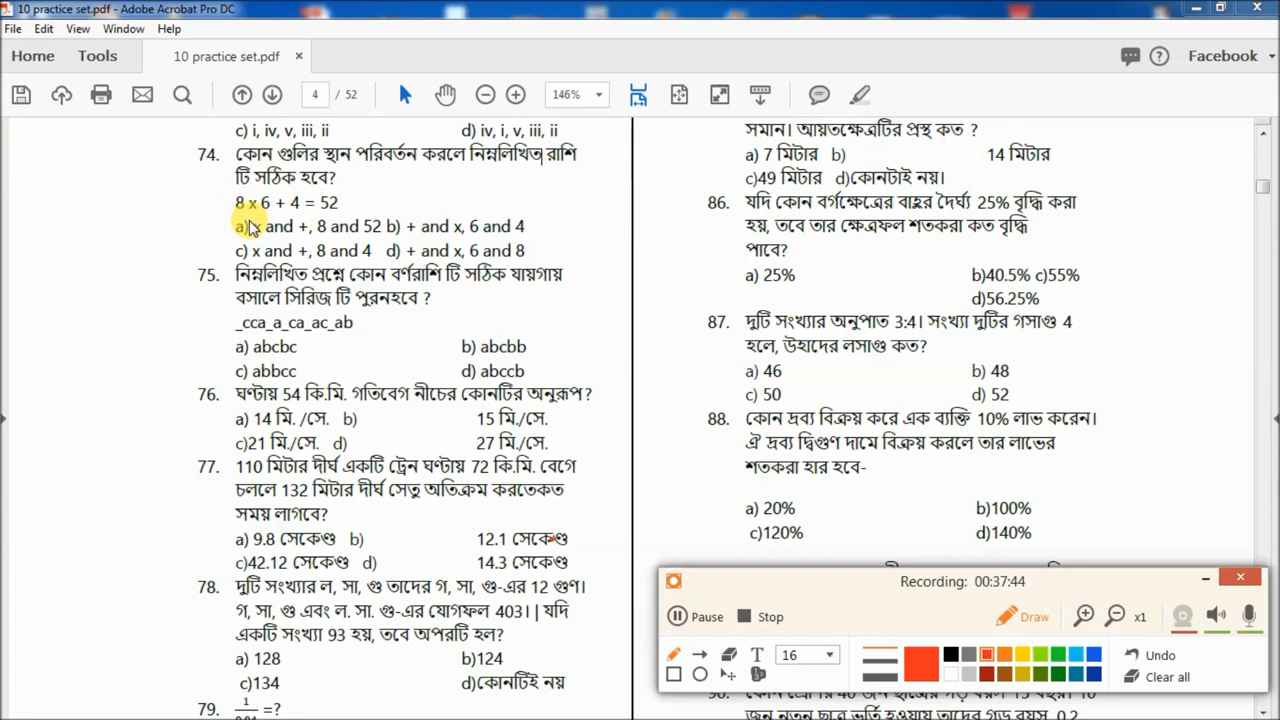 10 practice set.pdf - Adobe Acrobat Pro DC
File Edit View Window Help
Home Tools 10 practice set.pdf × Facebook
4 / 52 146%
c) i, iv, v, iii, ii d) iv, i, v, iii, ii
74. কোন গুলির স্থান পরিবর্তন করলে নিম্নলিখিত রাশি
টি সঠিক হবে?
8 x 6 + 4 = 52
a) x and +, 8 and 52 b) + and x, 6 and 4
c) x and +, 8 and 4 d) + and x, 6 and 8
75. নিম্নলিখিত প্রশ্নে কোন বর্ণরাশি টি সঠিক যায়গায়
বসালে সিরিজ টি পুরনহবে ?
_cca_a_ca_ac_ab
a) abcbc b) abcbb
c) abbcc d) abccb
76. ঘণ্টায় 54 কি.মি. গতিবেগ নীচের কোনটির অনুরূপ?
a) 14 মি. /সে. b) 15 মি./সে.
c)21 মি./সে. d) 27 মি./সে.
77. 110 মিটার দীর্ঘ একটি ট্রেন ঘণ্টায় 72 কি.মি. বেগে
চললে 132 মিটার দীর্ঘ সেতু অতিক্রম করতেকত
সময় লাগবে?
a) 9.8 সেকেণ্ড b) 12.1 সেকেণ্ড
c)42.12 সেকেণ্ড d) 14.3 সেকেণ্ড
78. দুটি সংখ্যার ল, সা, গু তাদের গ, সা, গু-এর 12 গুণ।
গ, সা, গু এবং ল. সা. গু-এর যোগফল 403। | যদি
একটি সংখ্যা 93 হয়, তবে অপরটি হল?
a) 128 b)124
c)134 d)কোনটিই নয়
79. 1 =?
সমান। আয়তক্ষেত্রটির প্রস্থ কত ?
a) 7 মিটার b) 14 মিটার
c)49 মিটার d)কোনটাই নয়।
86. যদি কোন বর্গক্ষেত্রের বাহুর দৈর্ঘ্য 25% বৃদ্ধি করা
হয়, তবে তার ক্ষেত্রফল শতকরা কত বৃদ্ধি
পাবে?
a) 25% b)40.5% c)55%
d)56.25%
87. দুটি সংখ্যার অনুপাত 3:4। সংখ্যা দুটির গসাগু 4
হলে, উহাদের লসাগু কত?
a) 46 b) 48
c) 50 d) 52
88. কোন দ্রব্য বিক্রয় করে এক ব্যক্তি 10% লাভ করেন।
ঐ দ্রব্য দ্বিগুণ দামে বিক্রয় করলে তার লাভের
শতকরা হার হবে-
a) 20% b)100%
c)120% d)140%
Recording: 00:37:44
Pause Stop Draw x1
T 16 Undo
Clear all
জন নতুন ছাত্র ভর্তি হওয়ায় তাদের গড় বয়স 0.2